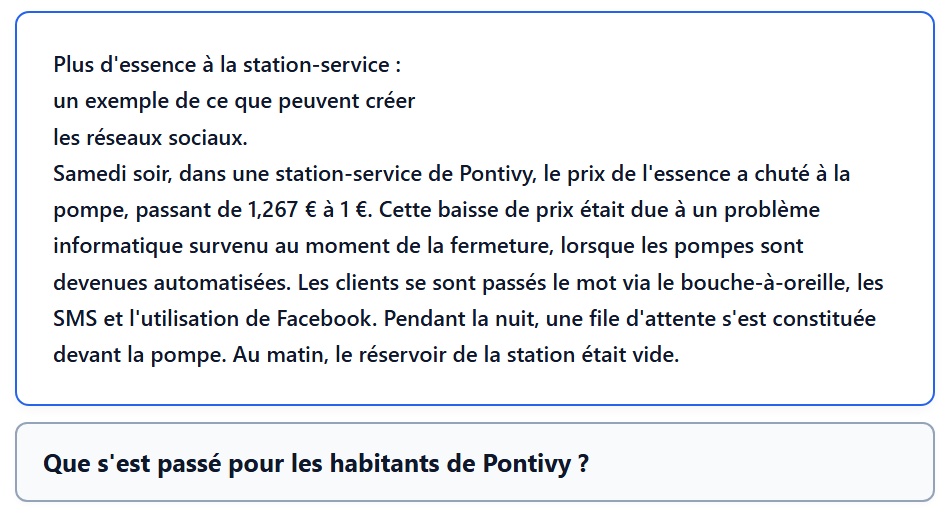 Plus d'essence à la station-service :
un exemple de ce que peuvent créer
les réseaux sociaux.
Samedi soir, dans une station-service de Pontivy, le prix de l'essence a chuté à la
pompe, passant de 1,267 € à 1 €. Cette baisse de prix était due à un problème
informatique survenu au moment de la fermeture, lorsque les pompes sont
devenues automatisées. Les clients se sont passés le mot via le bouche-à-oreille, les
SMS et l'utilisation de Facebook. Pendant la nuit, une file d'attente s'est constituée
devant la pompe. Au matin, le réservoir de la station était vide.
Que s'est passé pour les habitants de Pontivy ?